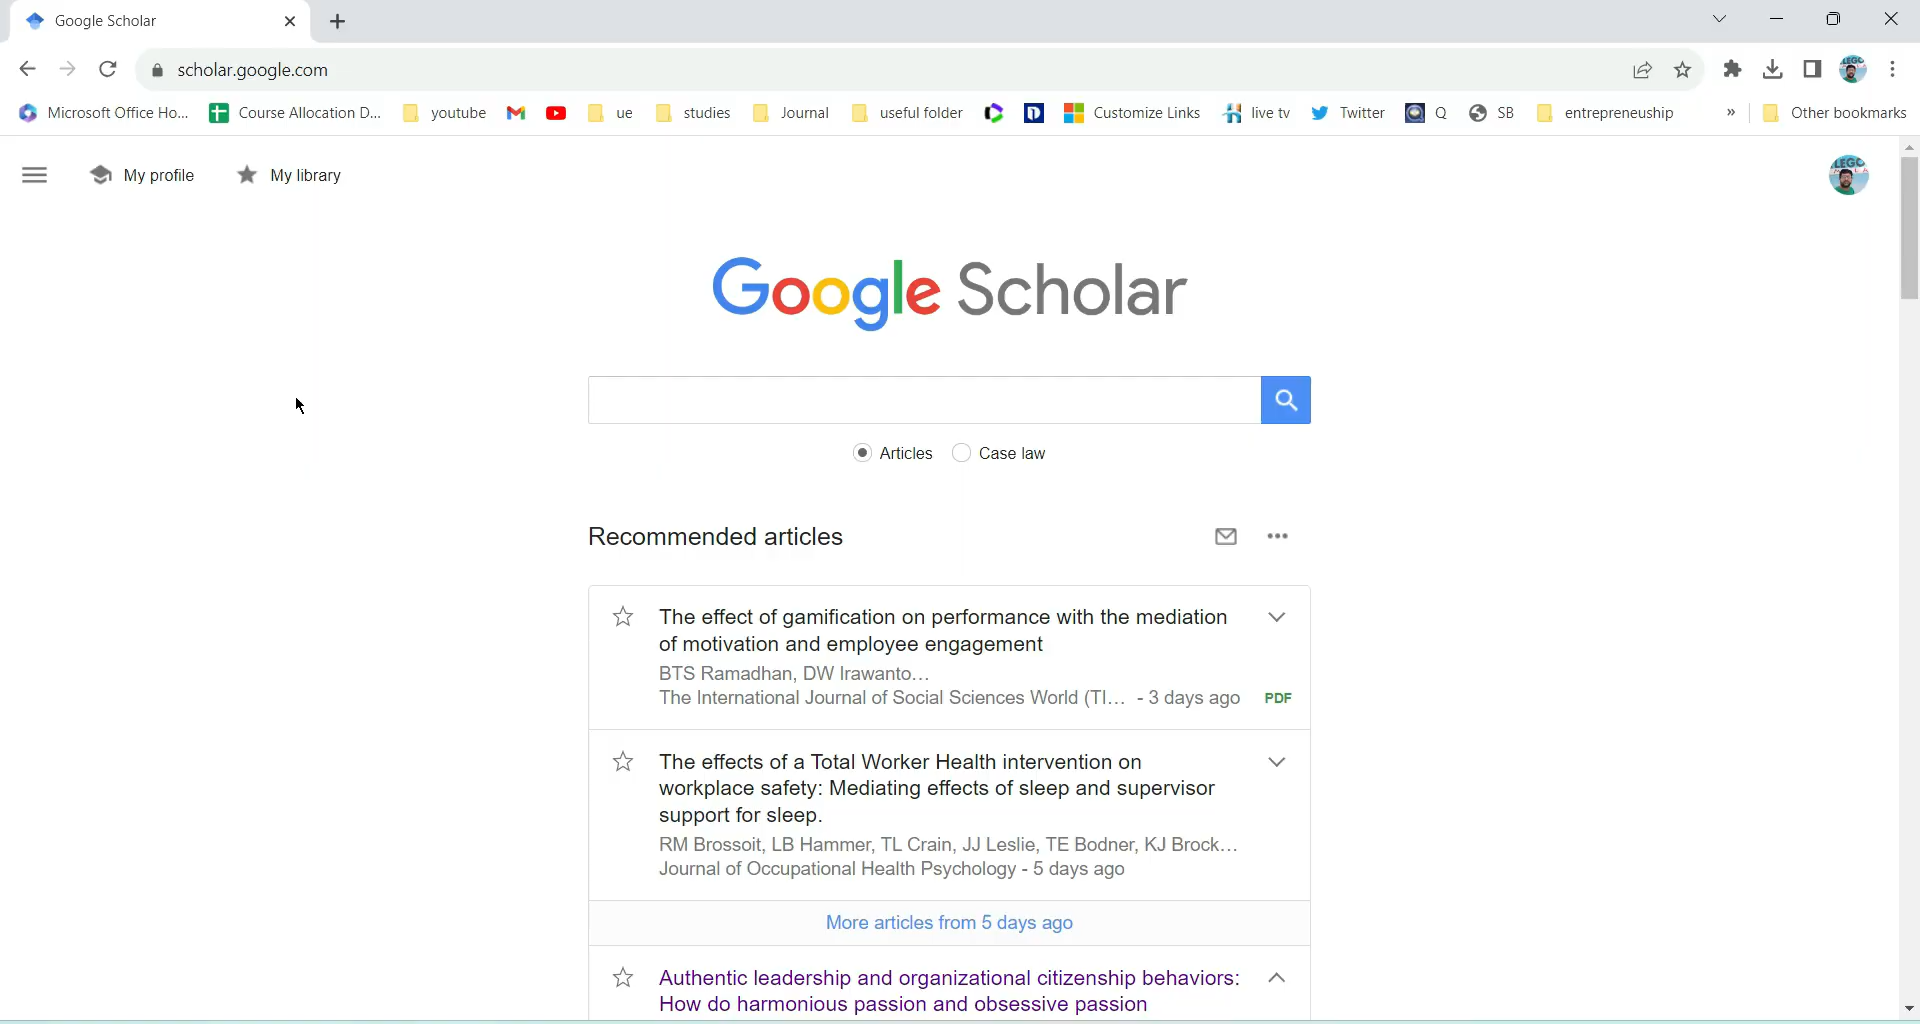 Google Scholar
scholar.google.com
Microsoft Office Ho... Course Allocation D... youtube ue studies Journal useful folder Customize Links live tv Twitter Q SB entrepreneuship » Other bookmarks
My profile My library
LEGO
Google Scholar
Articles Case law
Recommended articles
The effect of gamification on performance with the mediation
of motivation and employee engagement
BTS Ramadhan, DW Irawanto...
The International Journal of Social Sciences World (TI... - 3 days ago PDF
The effects of a Total Worker Health intervention on
workplace safety: Mediating effects of sleep and supervisor
support for sleep.
RM Brossoit, LB Hammer, TL Crain, JJ Leslie, TE Bodner, KJ Brock...
Journal of Occupational Health Psychology - 5 days ago
More articles from 5 days ago
Authentic leadership and organizational citizenship behaviors:
How do harmonious passion and obsessive passion